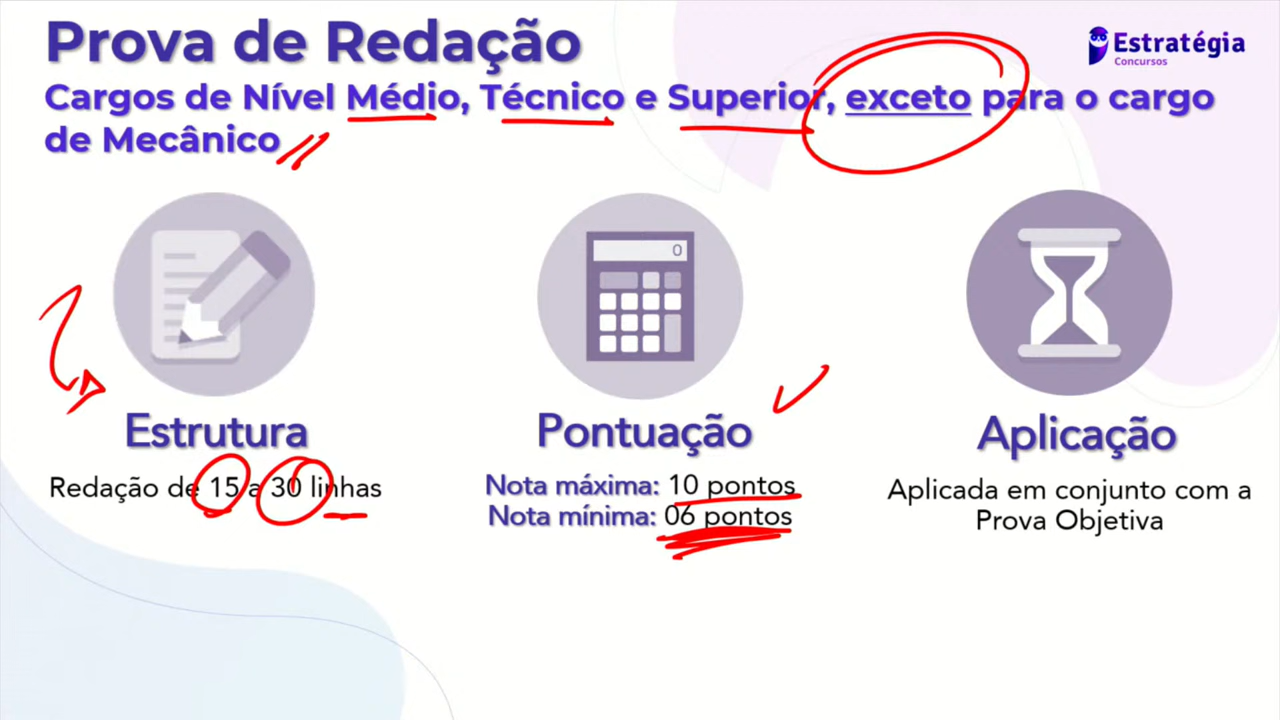 Prova de Redação
Estratégia
Concursos
Cargos de Nível Médio, Técnico e Superior, exceto para o cargo
de Mecânico
0
Estrutura
Redação de 15 a 30 linhas
Pontuação
Nota máxima: 10 pontos
Nota mínima: 06 pontos
Aplicação
Aplicada em conjunto com a
Prova Objetiva